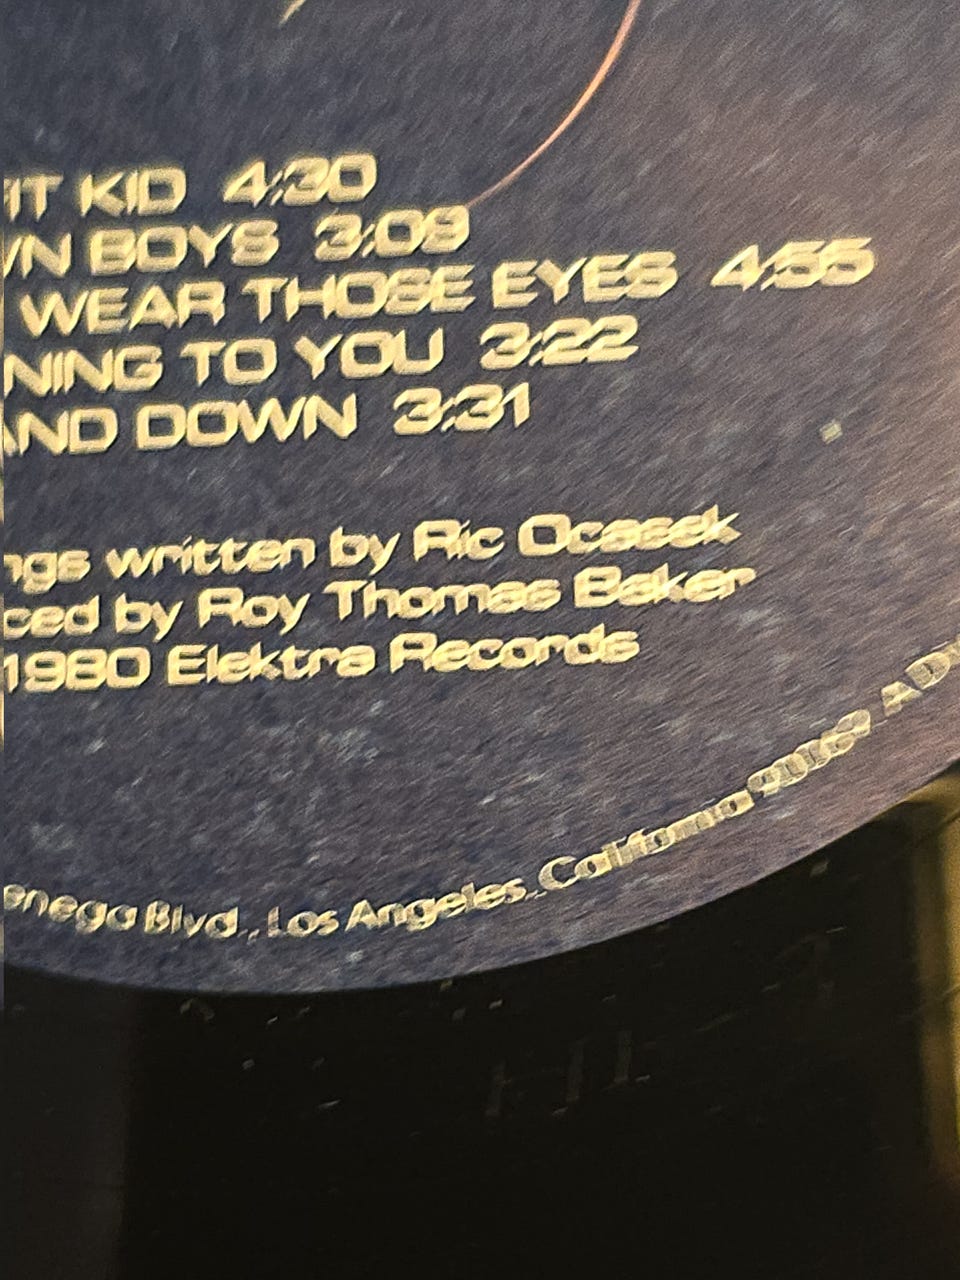 IT KID 4:30
WN BOYS 3:09
WEAR THOSE EYES 4:55
NING TO YOU 3:22
AND DOWN 3:31
ngs written by Ric Ocasek
ced by Roy Thomas Baker
1980 Elektra Records
enega Blvd., Los Angeles, California